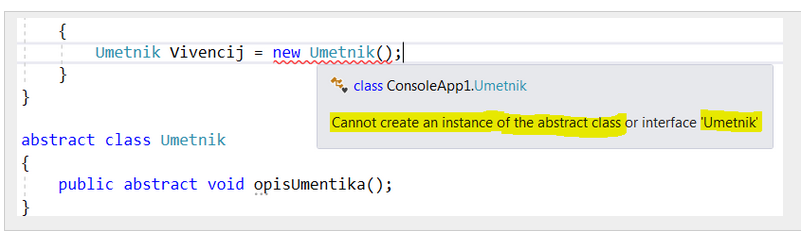 {
Umetnik Vivencij = new Umetnik();
}
}
class ConsoleApp1.Umetnik
Cannot create an instance of the abstract class or interface 'Umetnik'
abstract class Umetnik
{
public abstract void opisUmentika();
}